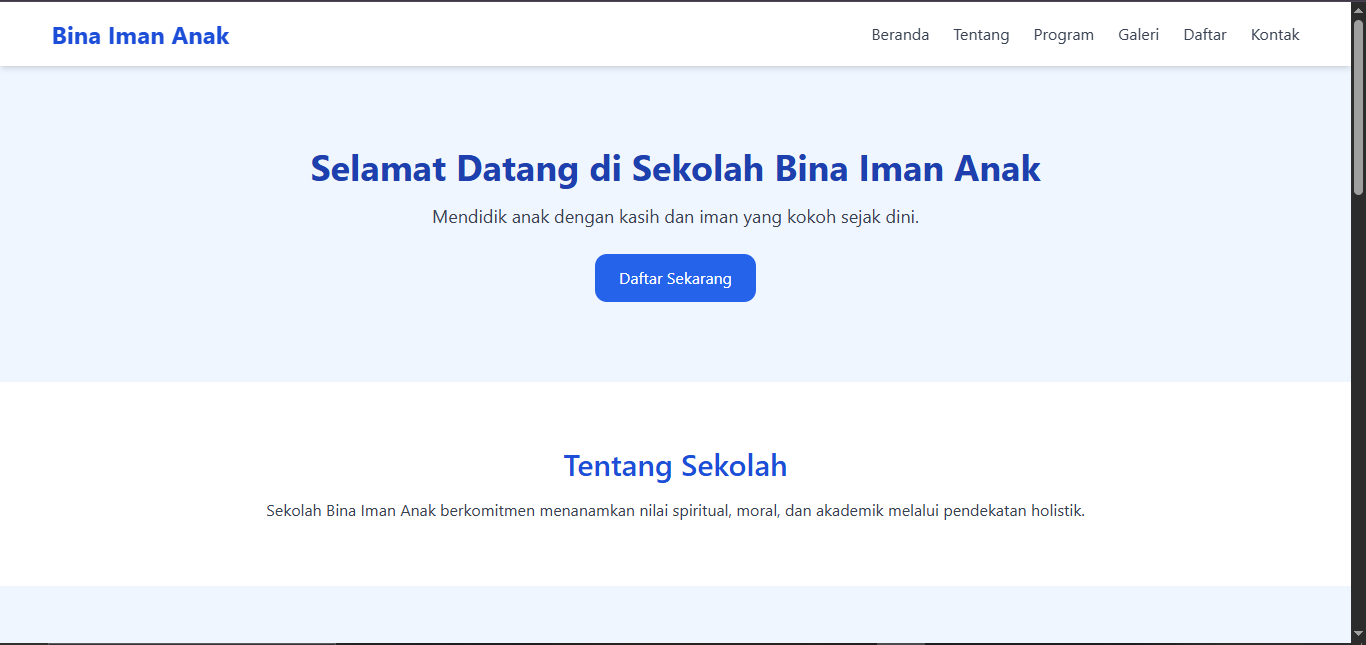 Bina Iman Anak
Beranda Tentang Program Galeri Daftar Kontak
Selamat Datang di Sekolah Bina Iman Anak
Mendidik anak dengan kasih dan iman yang kokoh sejak dini.
Daftar Sekarang
Tentang Sekolah
Sekolah Bina Iman Anak berkomitmen menanamkan nilai spiritual, moral, dan akademik melalui pendekatan holistik.